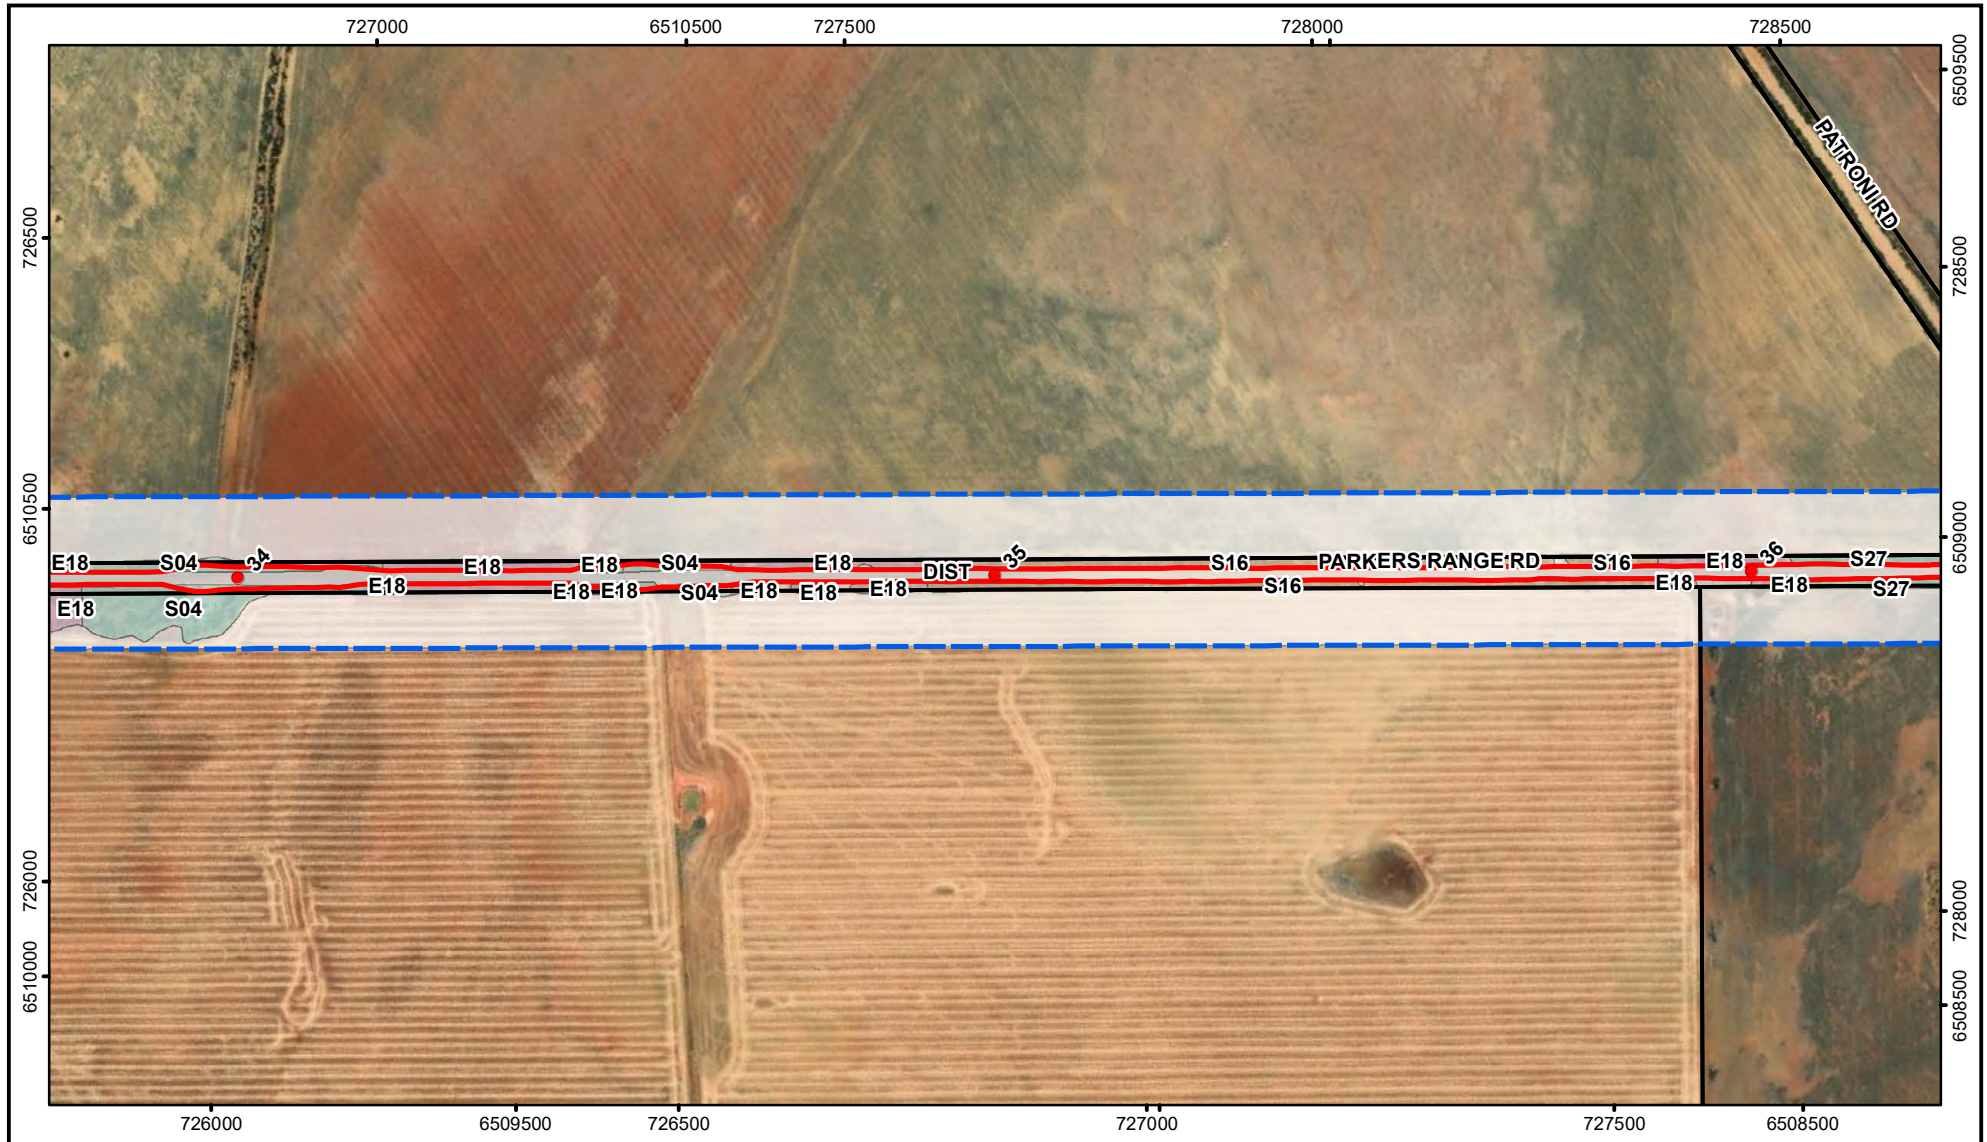 727000 6510500 727500 728000 728500
6509500
PATRONI RD
726500
728500
6510500
6509000
E18 S04 34 E18 E18 S04 E18 DIST 35 S16 PARKERS RANGE RD S16 E18 36 S27
E18 S04 E18 E18 E18 S04 E18 E18 E18 S16 E18 E18 S27
726000
728000
6510000
6508500
726000 6509500 726500 727000 727500 6508500